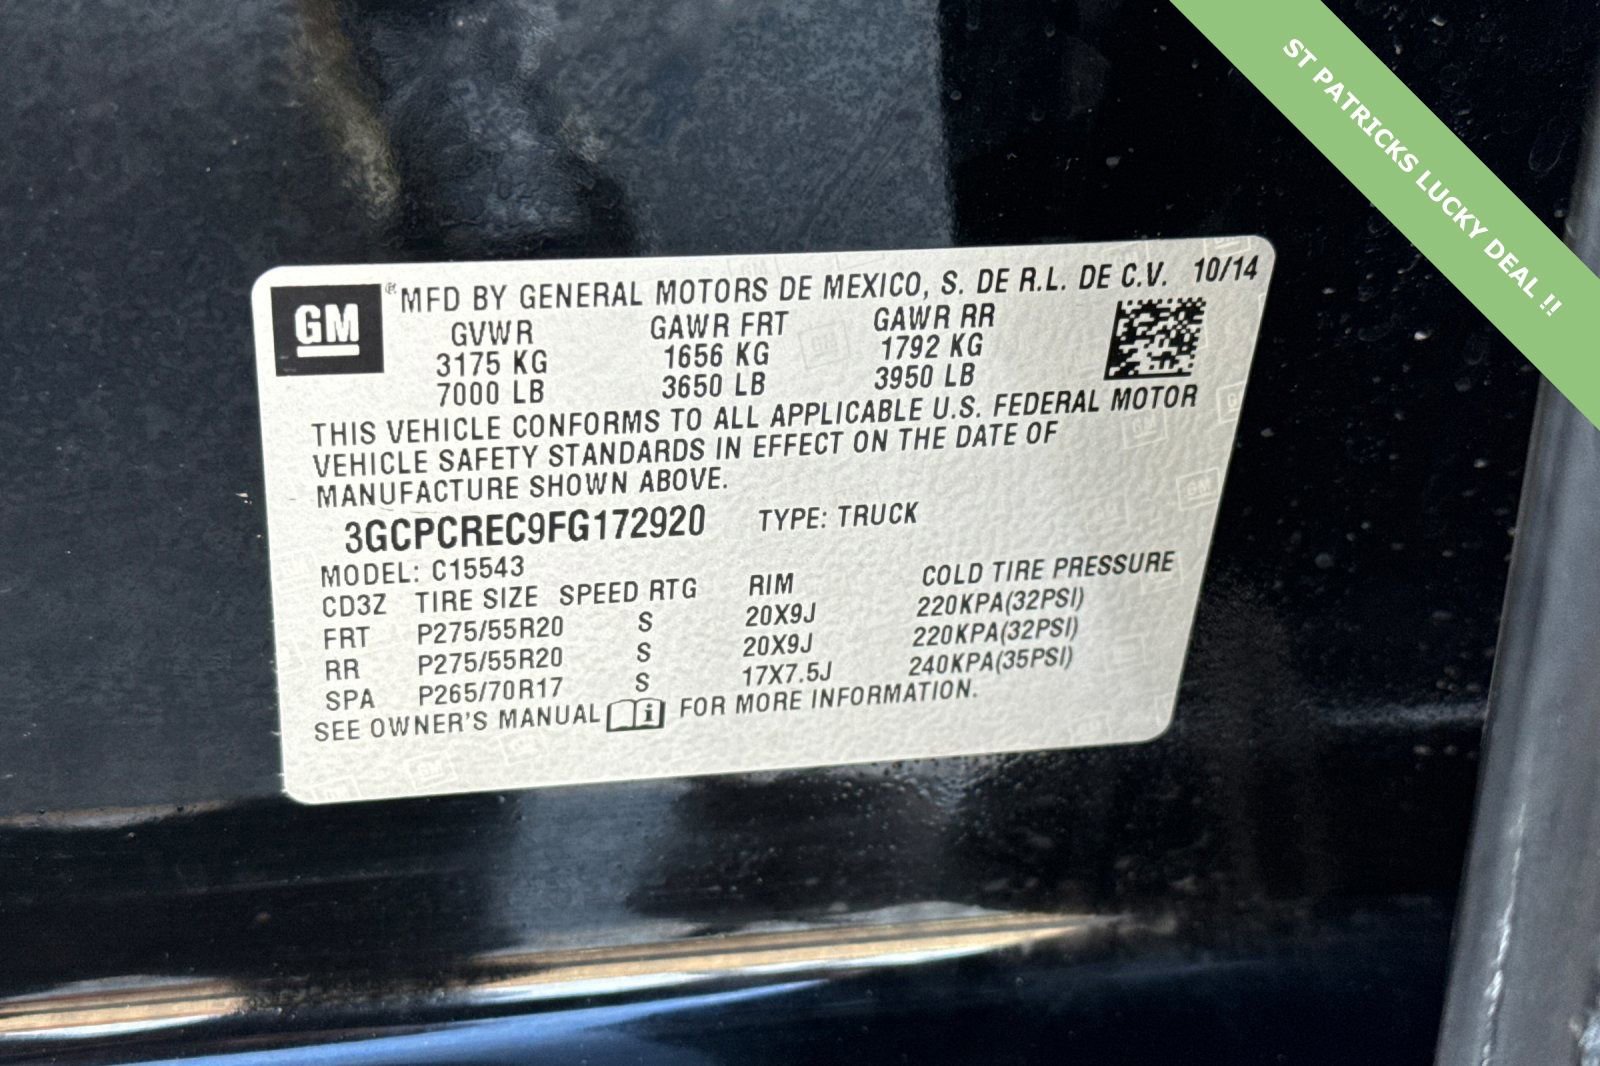 ST PATRICKS LUCKY DEAL !!
GM ® MFD BY GENERAL MOTORS DE MEXICO, S. DE R.L. DE C.V. 10/14
GVWR GAWR FRT GAWR RR
3175 KG 1656 KG 1792 KG
7000 LB 3650 LB 3950 LB
THIS VEHICLE CONFORMS TO ALL APPLICABLE U.S. FEDERAL MOTOR
VEHICLE SAFETY STANDARDS IN EFFECT ON THE DATE OF
MANUFACTURE SHOWN ABOVE.
3GCPCREC9FG172920 TYPE: TRUCK
MODEL: C15543
CD3Z TIRE SIZE SPEED RTG RIM COLD TIRE PRESSURE
FRT P275/55R20 S 20X9J 220KPA(32PSI)
RR P275/55R20 S 20X9J 220KPA(32PSI)
SPA P265/70R17 S 17X7.5J 240KPA(35PSI)
SEE OWNER'S MANUAL i FOR MORE INFORMATION.